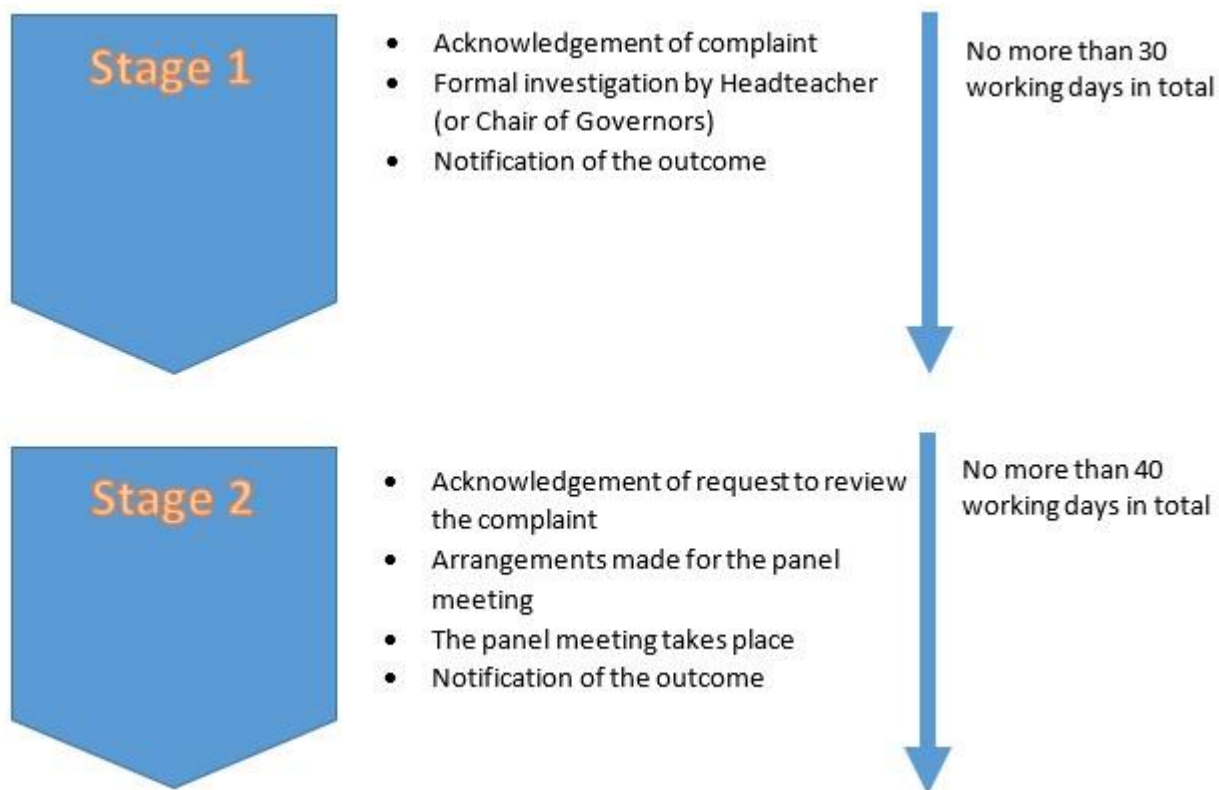 Stage 1
• Acknowledgement of complaint
• Formal investigation by Headteacher
(or Chair of Governors)
• Notification of the outcome
No more than 30
working days in total
Stage 2
• Acknowledgement of request to review
the complaint
• Arrangements made for the panel
meeting
• The panel meeting takes place
• Notification of the outcome
No more than 40
working days in total